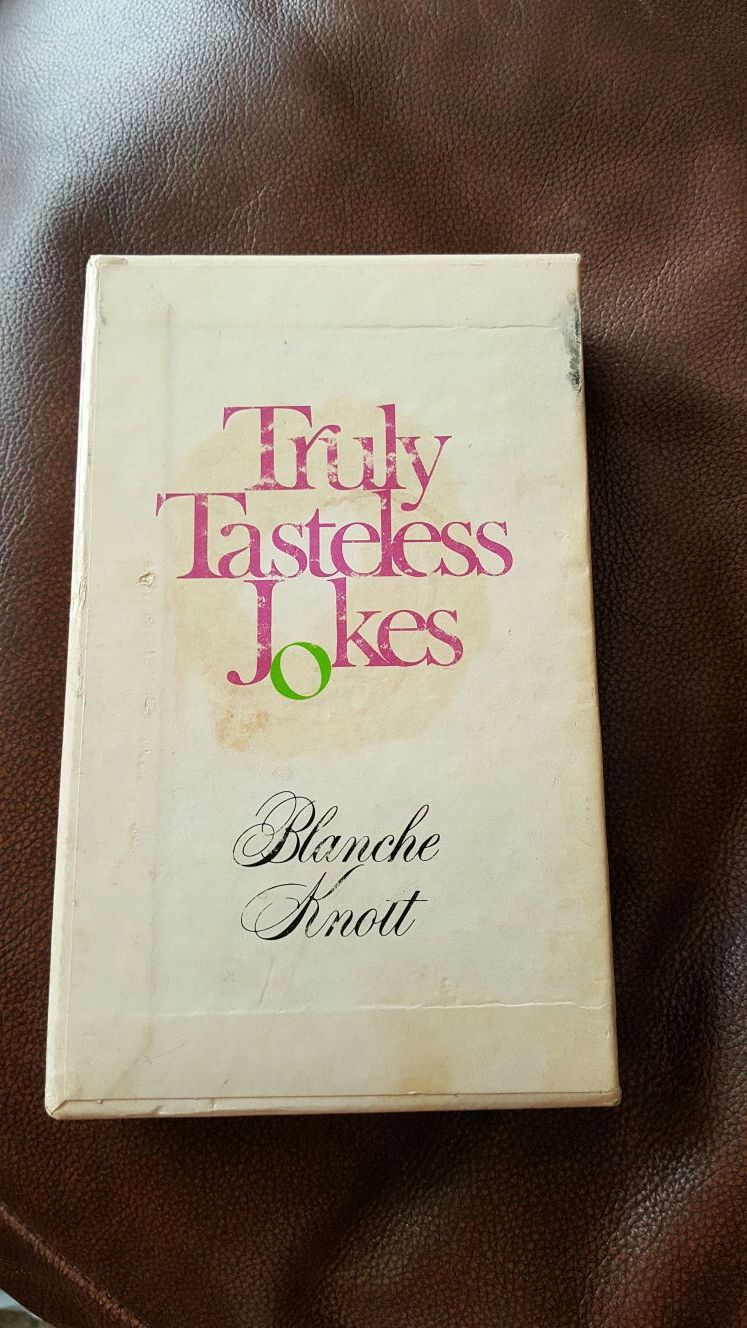 Truly
Tasteless
Jokes
Blanche
Knott